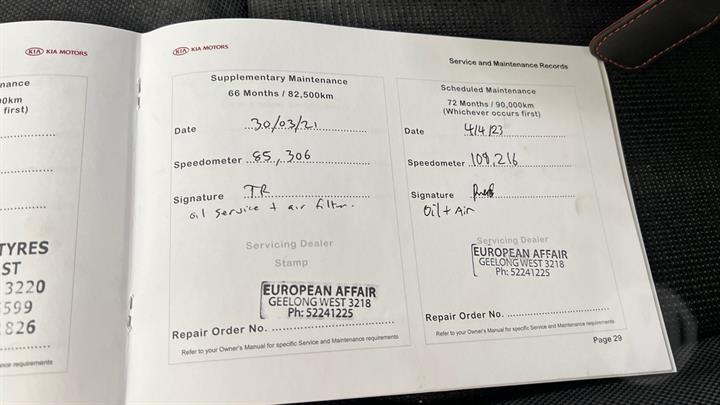 KIA KIA MOTORS
nance
0km
first)
TYRES
ST
3220
599
826
nce requirements
KIA KIA MOTORS
Supplementary Maintenance
66 Months / 82,500km
Date 30/03/21
Speedometer 85,306
Signature TR
oil service + air filter.
Servicing Dealer
Stamp
EUROPEAN AFFAIR
GEELONG WEST 3218
Ph: 52241225
Repair Order No.
Refer to your Owner's Manual for specific Service and Maintenance requirements
Service and Maintenance Records
Scheduled Maintenance
72 Months / 90,000km
(Whichever occurs first)
Date 4/4/23
Speedometer 108,216
Signature
Oil + Air
Servicing Dealer
EUROPEAN AFFAIR
GEELONG WEST 3218
Ph: 52241225
Repair Order No.
Refer to your Owner's Manual for specific Service and Maintenance requirements
Page 29